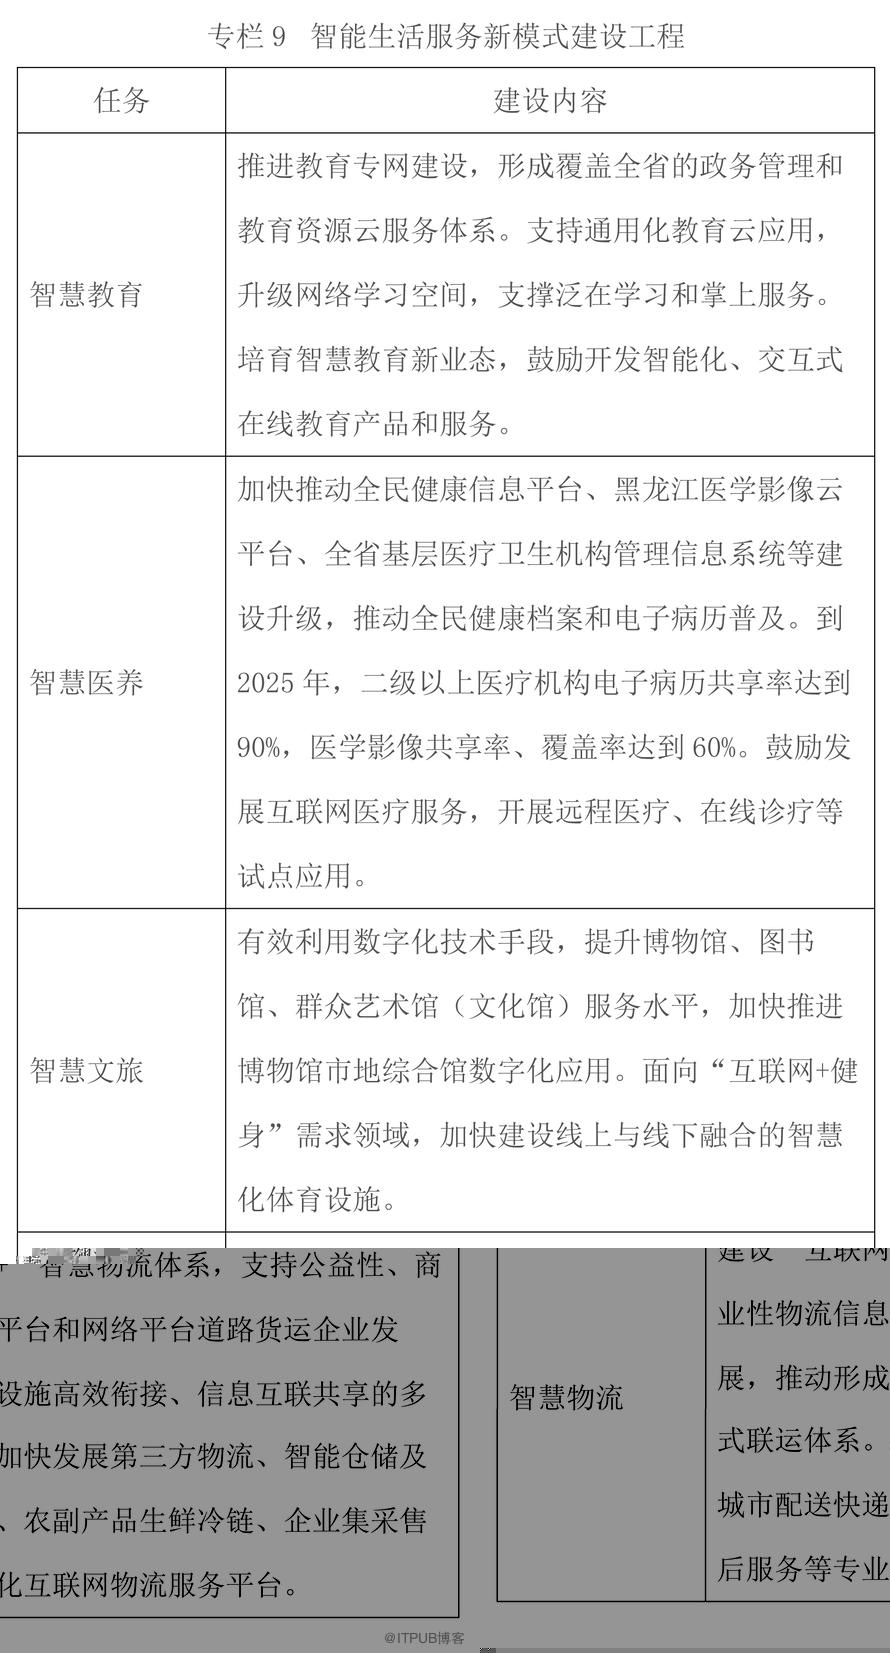 专栏 9 智能生活服务新模式建设工程
任务
建设内容
智慧教育
推进教育专网建设，形成覆盖全省的政务管理和
教育资源云服务体系。支持通用化教育云应用，
升级网络学习空间，支撑泛在学习和掌上服务。
培育智慧教育新业态，鼓励开发智能化、交互式
在线教育产品和服务。
智慧医养
加快推动全民健康信息平台、黑龙江医学影像云
平台、全省基层医疗卫生机构管理信息系统等建
设升级，推动全民健康档案和电子病历普及。到
2025 年，二级以上医疗机构电子病历共享率达到
90%，医学影像共享率、覆盖率达到 60%。鼓励发
展互联网医疗服务，开展远程医疗、在线诊疗等
试点应用。
智慧文旅
有效利用数字化技术手段，提升博物馆、图书
馆、群众艺术馆（文化馆）服务水平，加快推进
博物馆市地综合馆数字化应用。面向“互联网+健
身”需求领域，加快建设线上与线下融合的智慧
化体育设施。
智慧物流体系，支持公益性、商
平台和网络平台道路货运企业发
设施高效衔接、信息互联共享的多
加快发展第三方物流、智能仓储及
、农副产品生鲜冷链、企业集采售
化互联网物流服务平台。
智慧物流
建设 互联网
业性物流信息
展，推动形成
式联运体系。
城市配送快递
后服务等专业
@ITPUB博客